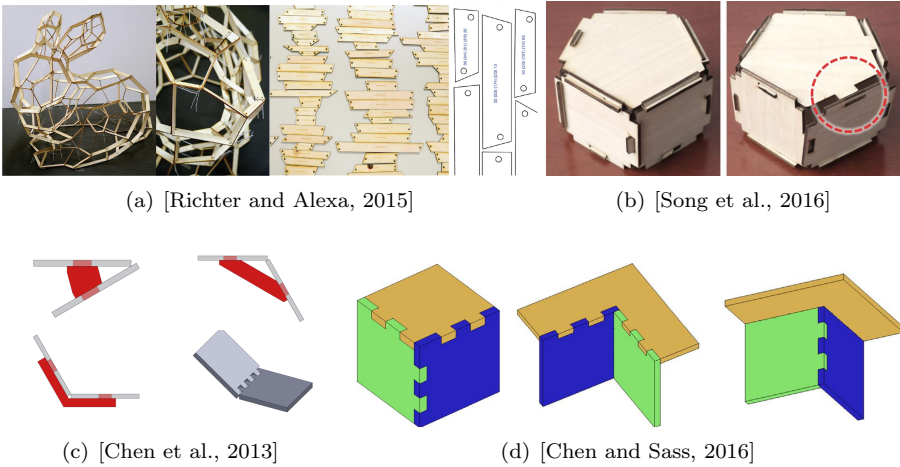 (a) [Richter and Alexa, 2015]
(b) [Song et al., 2016]
(c) [Chen et al., 2013]
(d) [Chen and Sass, 2016]